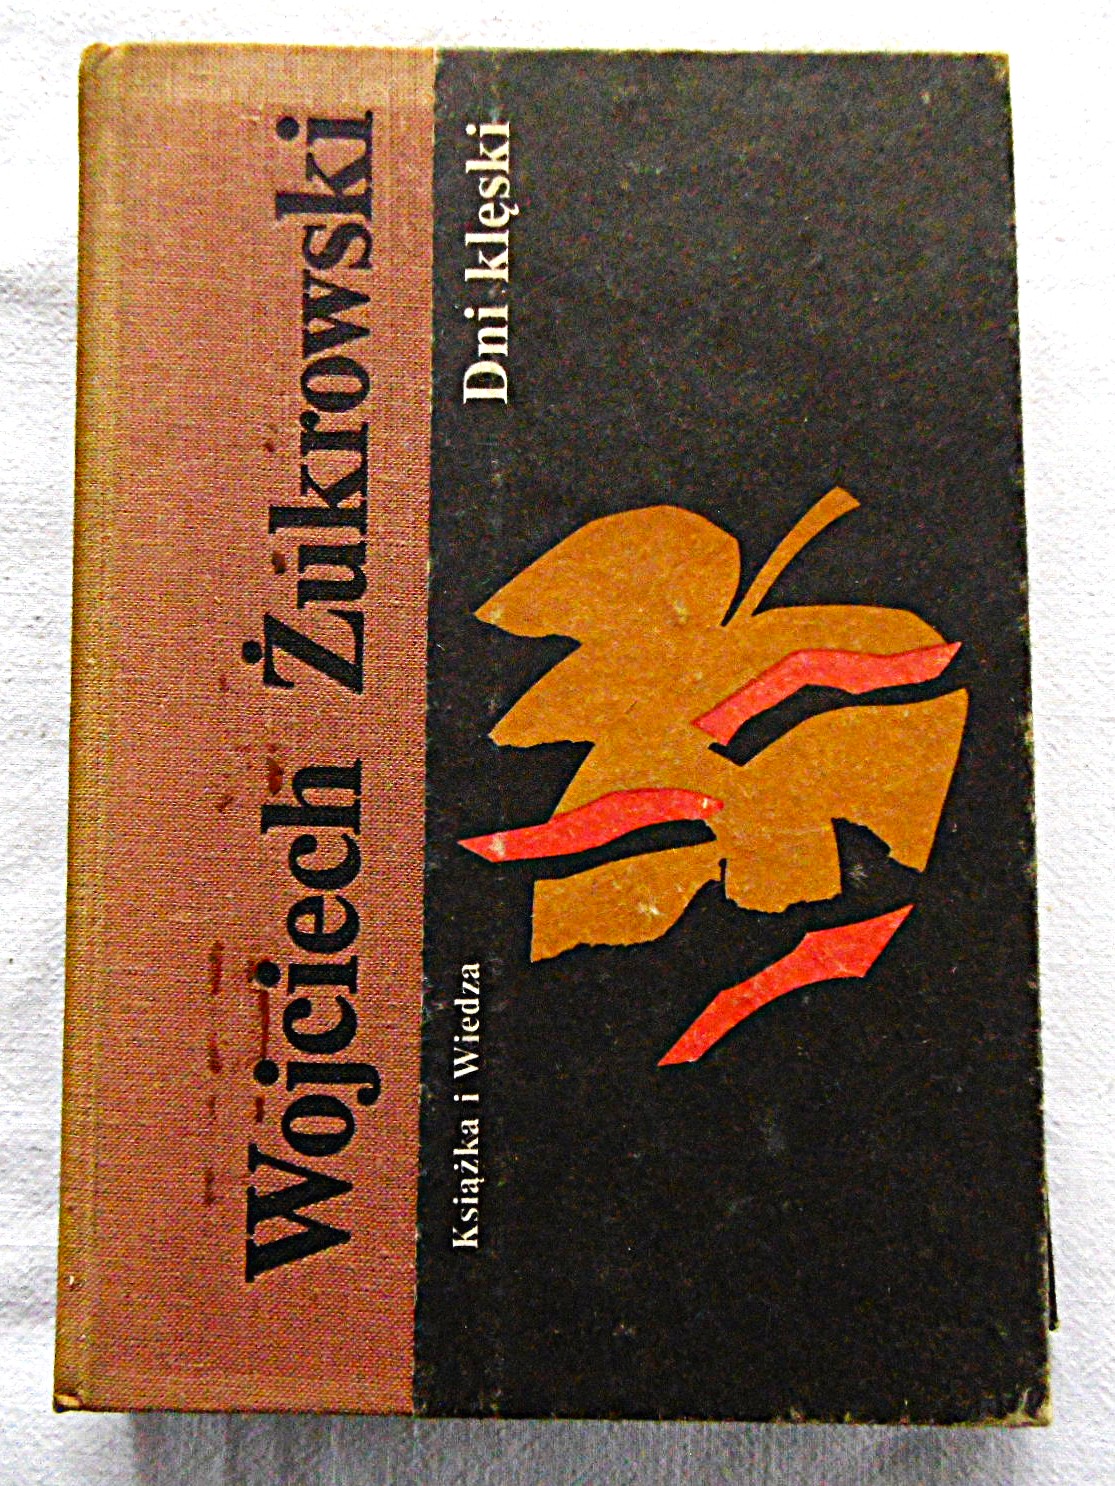 Wojciech Żukrowski
Dni klęski
Książka i Wiedza